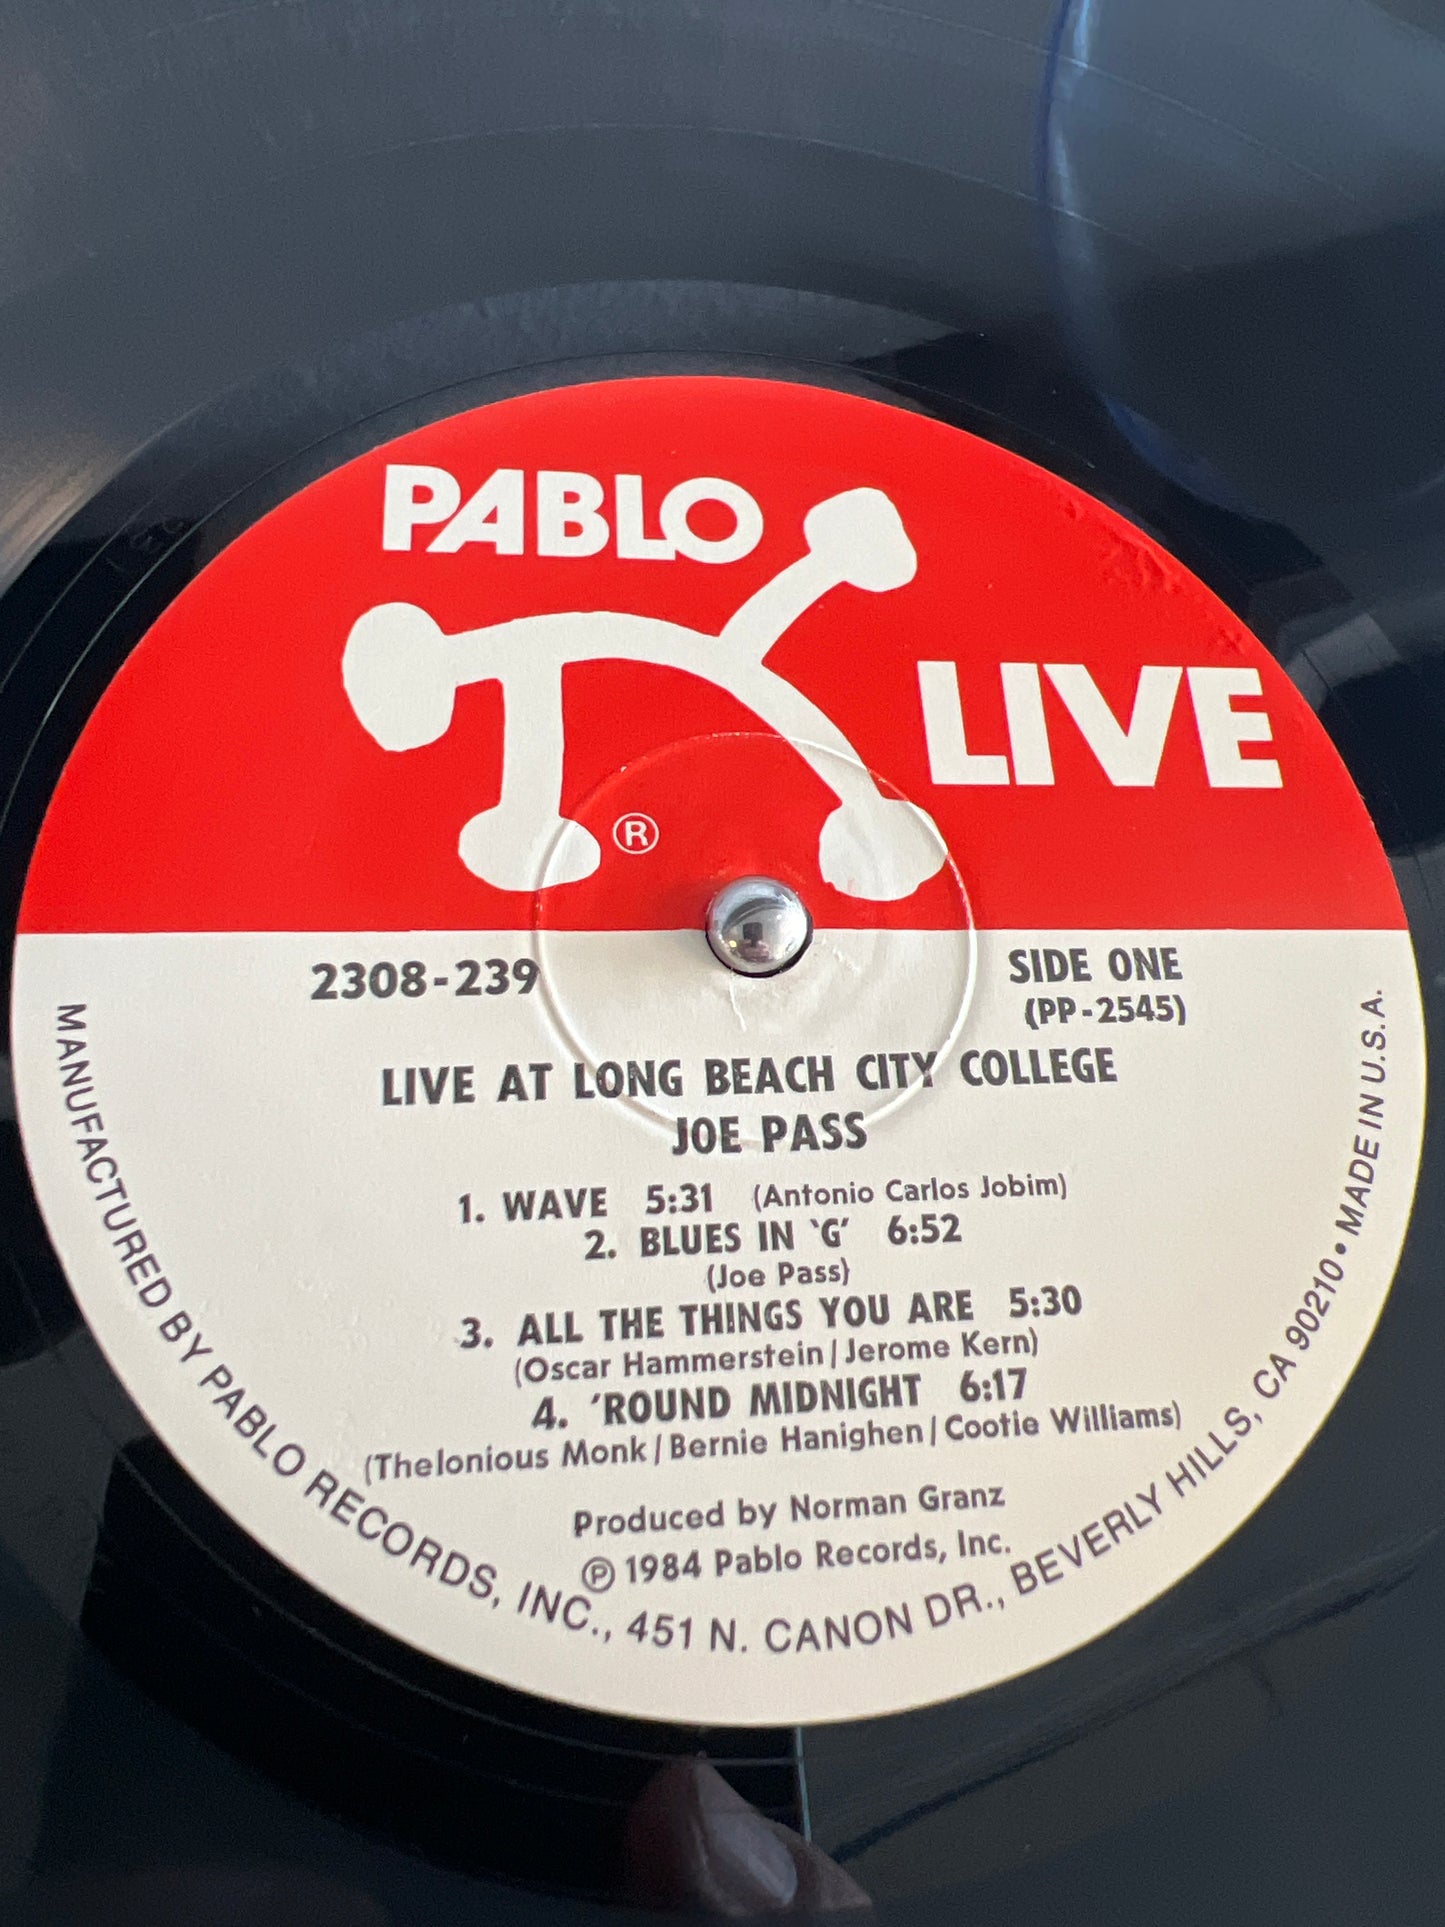 PABLO
LIVE
®
2308-239
SIDE ONE
(PP-2545)
LIVE AT LONG BEACH CITY COLLEGE
JOE PASS
1. WAVE 5:31 (Antonio Carlos Jobim)
2. BLUES IN ‘G’ 6:52
(Joe Pass)
3. ALL THE THINGS YOU ARE 5:30
(Oscar Hammerstein/Jerome Kern)
4. ’ROUND MIDNIGHT 6:17
(Thelonious Monk/Bernie Hanighen/Cootie Williams)
Produced by Norman Granz
℗ 1984 Pablo Records, Inc.
MANUFACTURED BY PABLO RECORDS, INC., 451 N. CANON DR., BEVERLY HILLS, CA 90210 • MADE IN U.S.A.